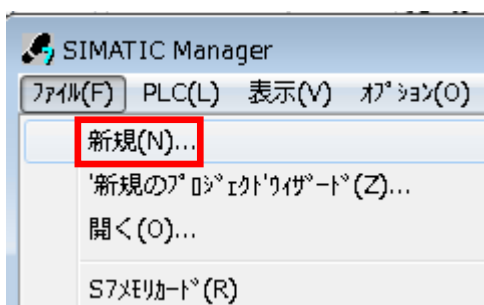 SIMATIC Manager
ﾌｧｲﾙ(F) PLC(L) 表示(V) ｵﾌﾟｼｮﾝ(O)
新規(N)...
'新規のﾌﾟﾛｼﾞｪｸﾄ'ｳｨｻﾞｰﾄﾞ(Z)...
開く(O)...
S7ﾒﾓﾘｶｰﾄﾞ(R)